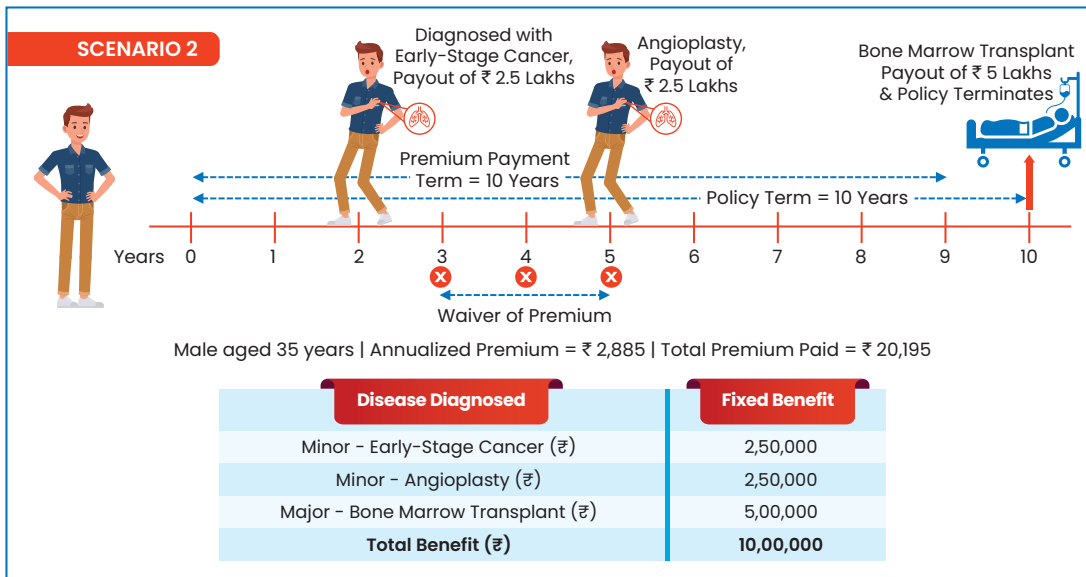 SCENARIO 2
Diagnosed with
Early-Stage Cancer,
Payout of ₹ 2.5 Lakhs
Angioplasty,
Payout of
₹ 2.5 Lakhs
Bone Marrow Transplant
Payout of ₹ 5 Lakhs
& Policy Terminates
Premium Payment
Term = 10 Years
Policy Term = 10 Years
Years 0 1 2 3 4 5 6 7 8 9 10
x x x
Waiver of Premium
Male aged 35 years | Annualized Premium = ₹ 2,885 | Total Premium Paid = ₹ 20,195
Disease Diagnosed Fixed Benefit
Minor - Early-Stage Cancer (₹) 2,50,000
Minor - Angioplasty (₹) 2,50,000
Major - Bone Marrow Transplant (₹) 5,00,000
Total Benefit (₹) 10,00,000